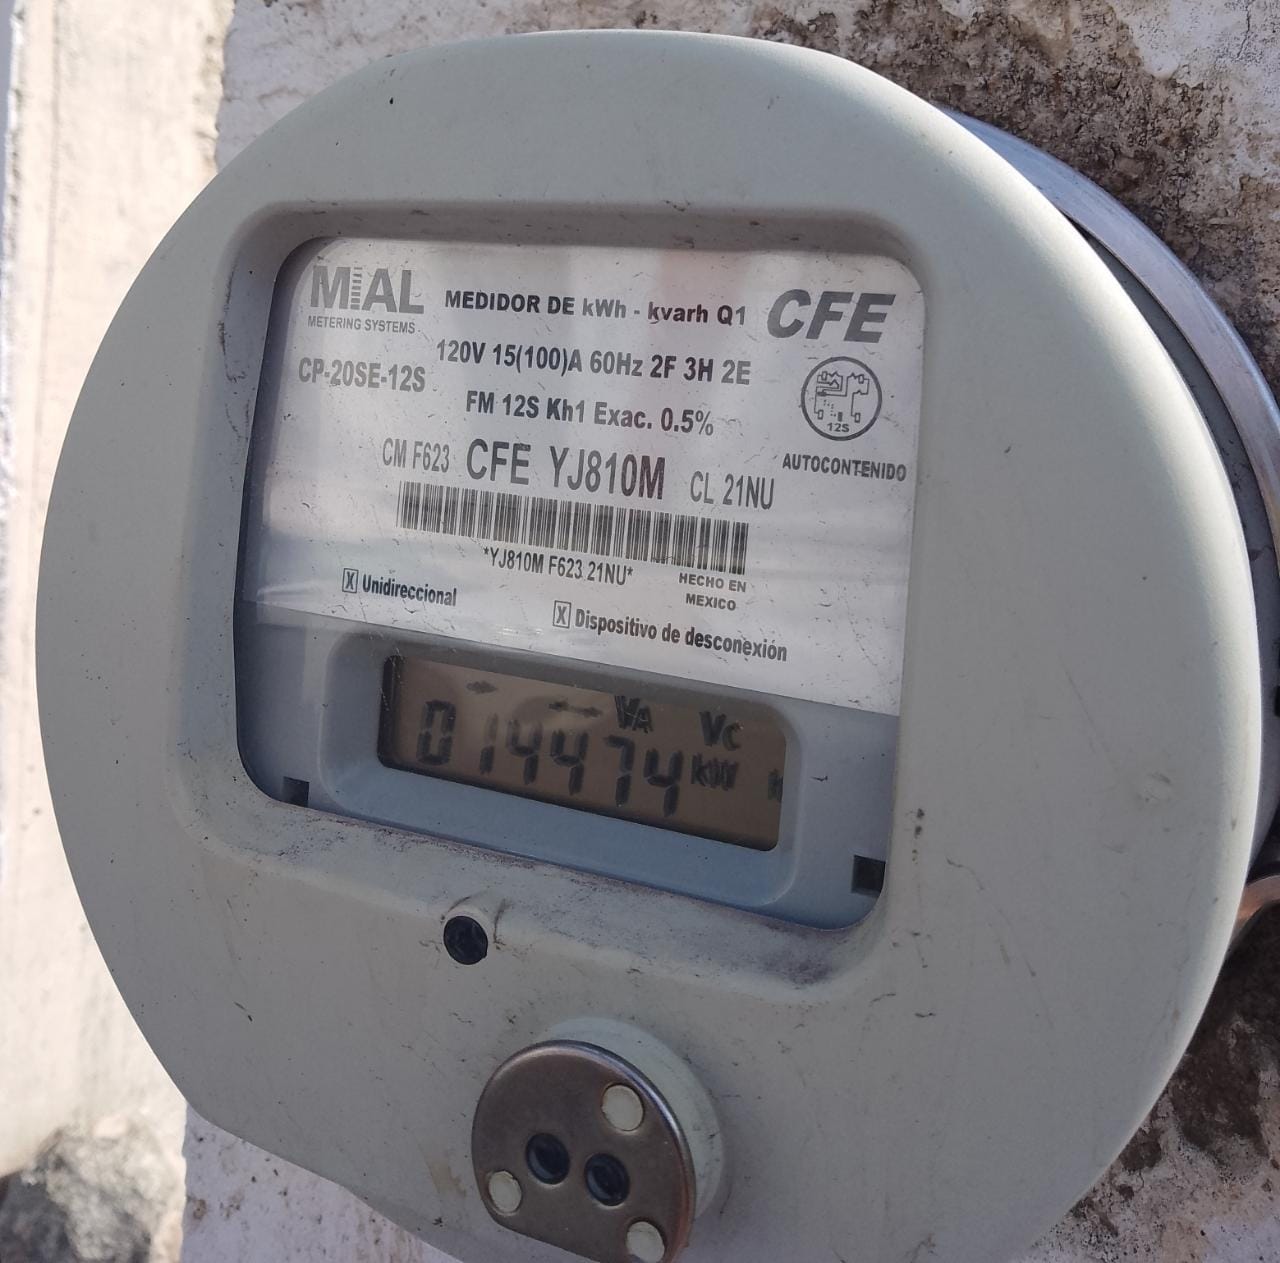 MIAL
METERING SYSTEMS
MEDIDOR DE kWh - kvarh Q1
CFE
120V 15(100)A 60Hz 2F 3H 2E
CP-20SE-12S
FM 12S Kh1 Exac. 0.5%
12S
AUTOCONTENIDO
CM F623 CFE YJ810M CL 21NU
*YJ810M F623 21NU*
HECHO EN
MEXICO
X Unidireccional
X Dispositivo de desconexión
VA VC
014474 kW